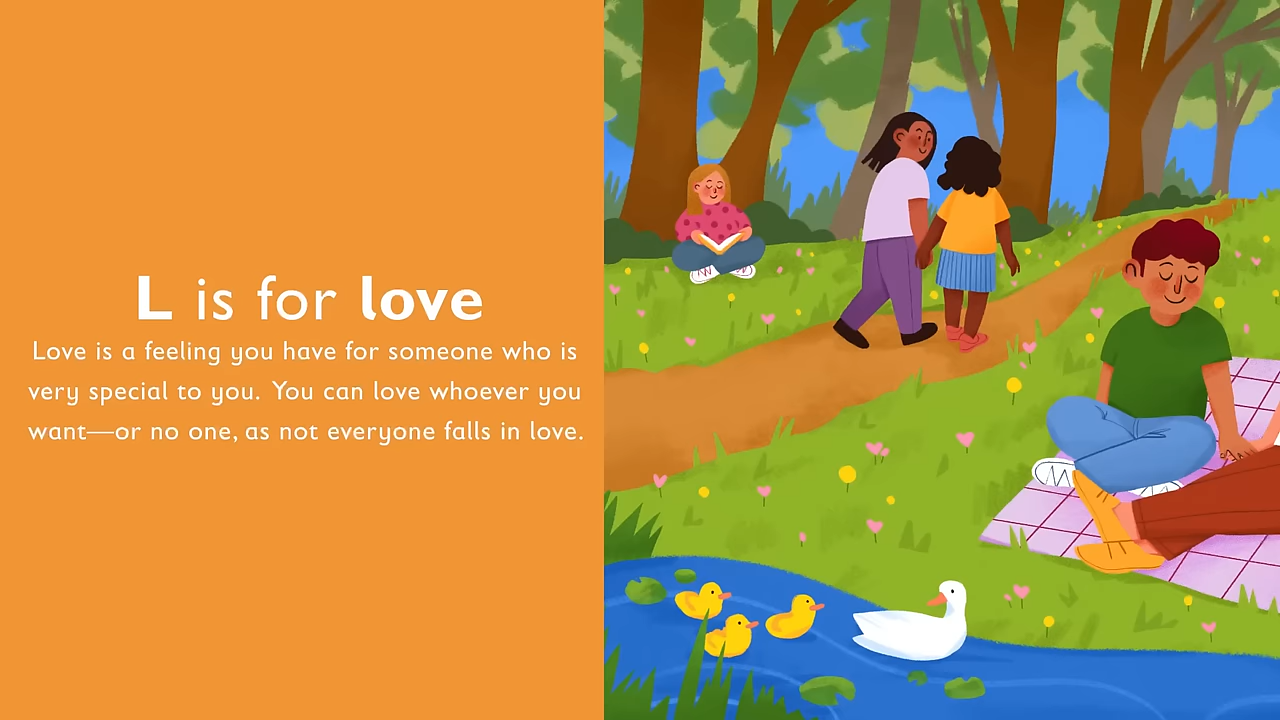 L is for love
Love is a feeling you have for someone who is
very special to you. You can love whoever you
want—or no one, as not everyone falls in love.